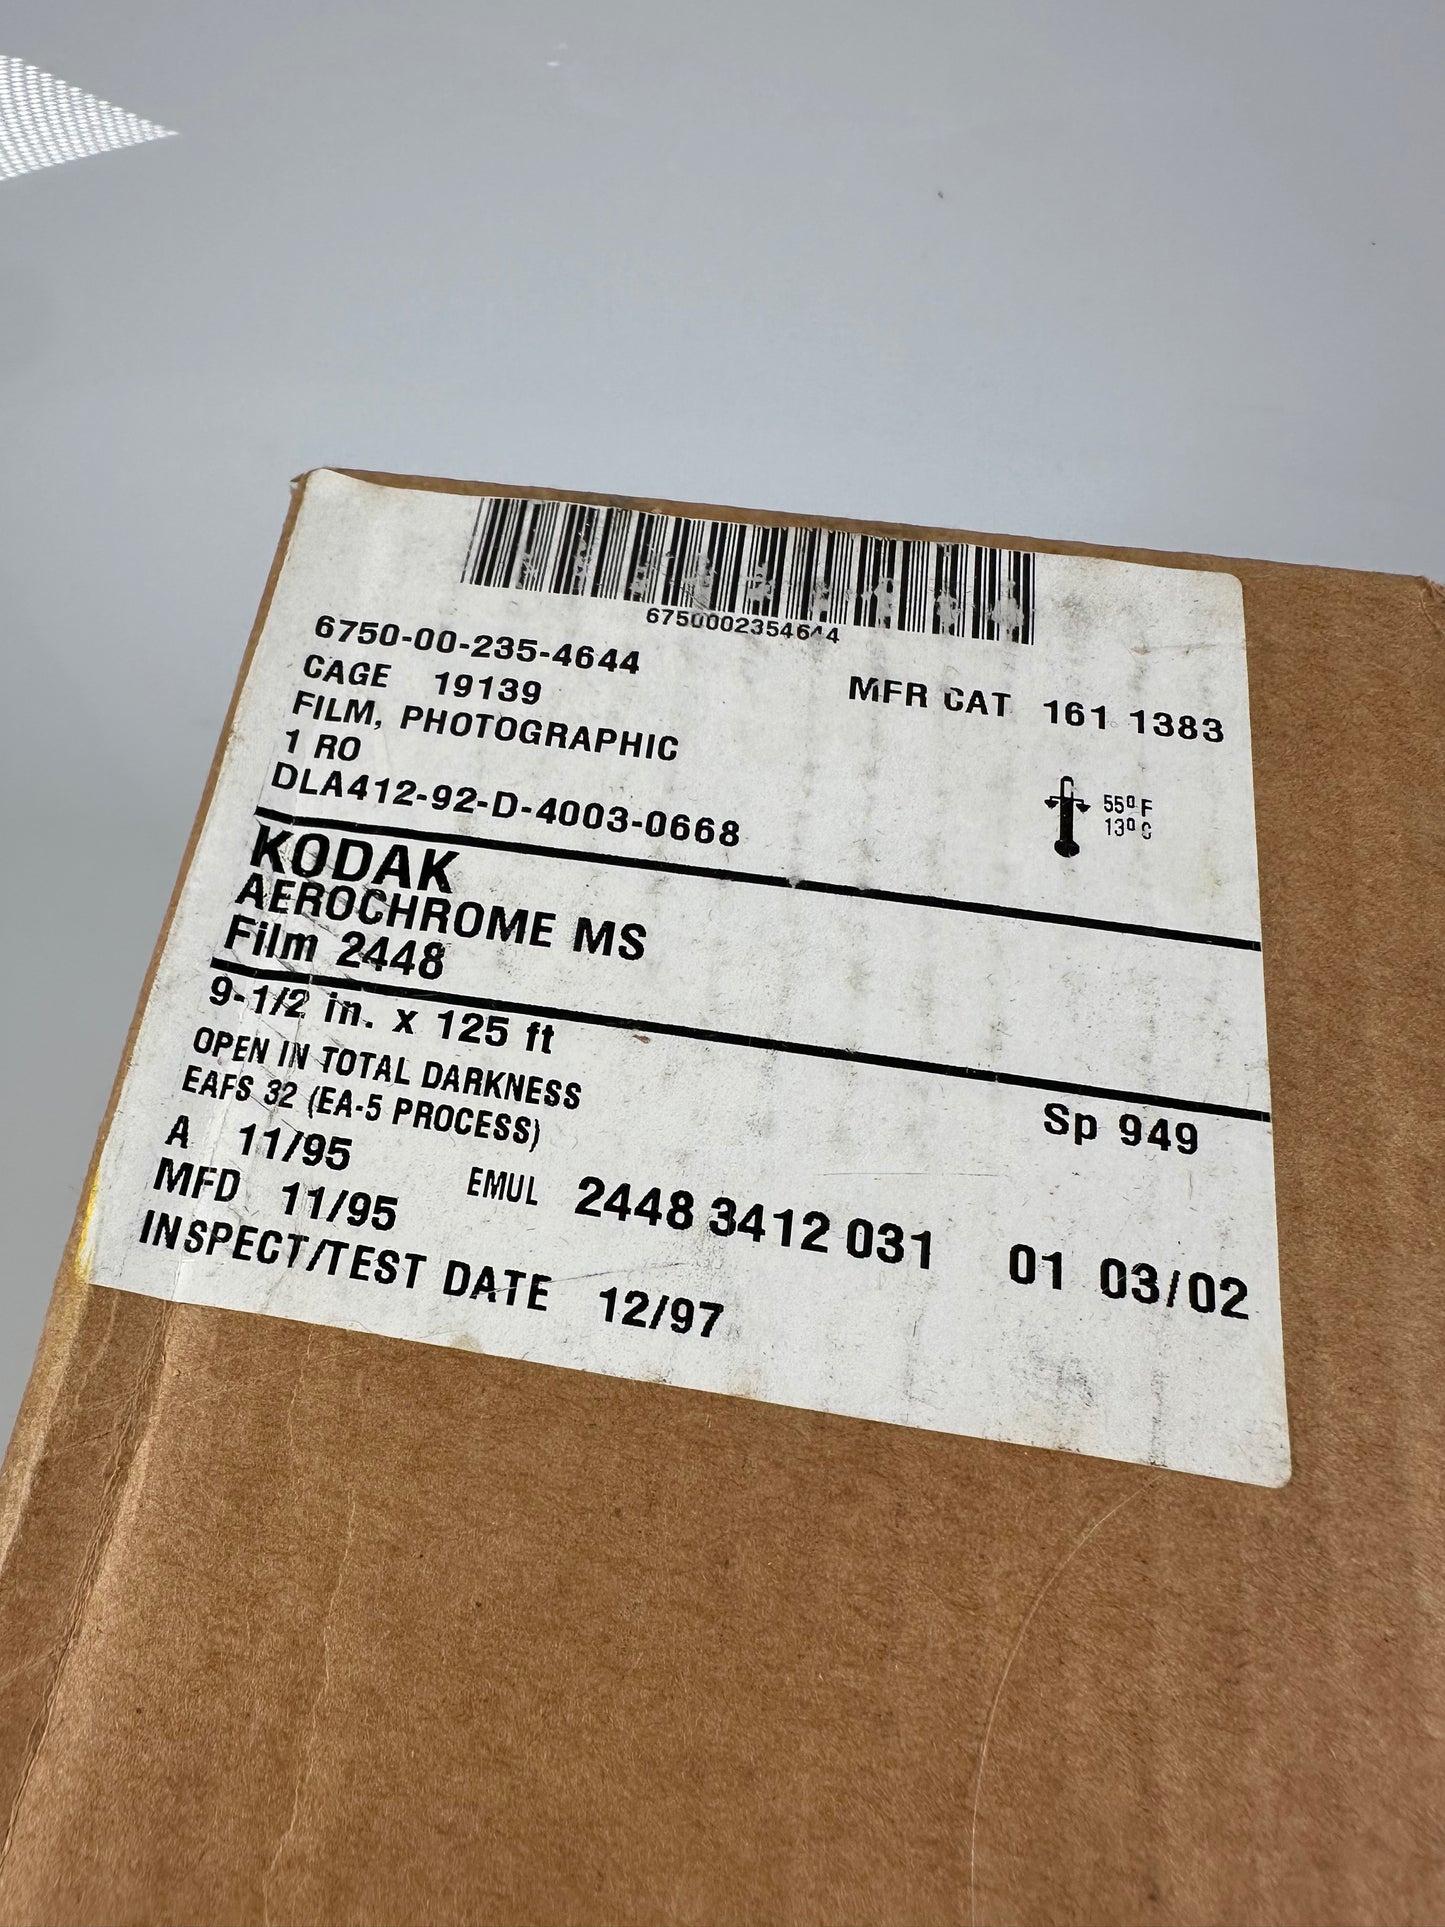 6750002354644
6750-00-235-4644
CAGE 19139
MFR CAT 161 1383
FILM, PHOTOGRAPHIC
1 RO
DLA412-92-D-4003-0668
55º F
13º C
KODAK
AEROCHROME MS
Film 2448
9-1/2 in. x 125 ft
OPEN IN TOTAL DARKNESS
EAFS 32 (EA-5 PROCESS)
Sp 949
A 11/95
MFD 11/95
EMUL 2448 3412 031 01 03/02
INSPECT/TEST DATE 12/97